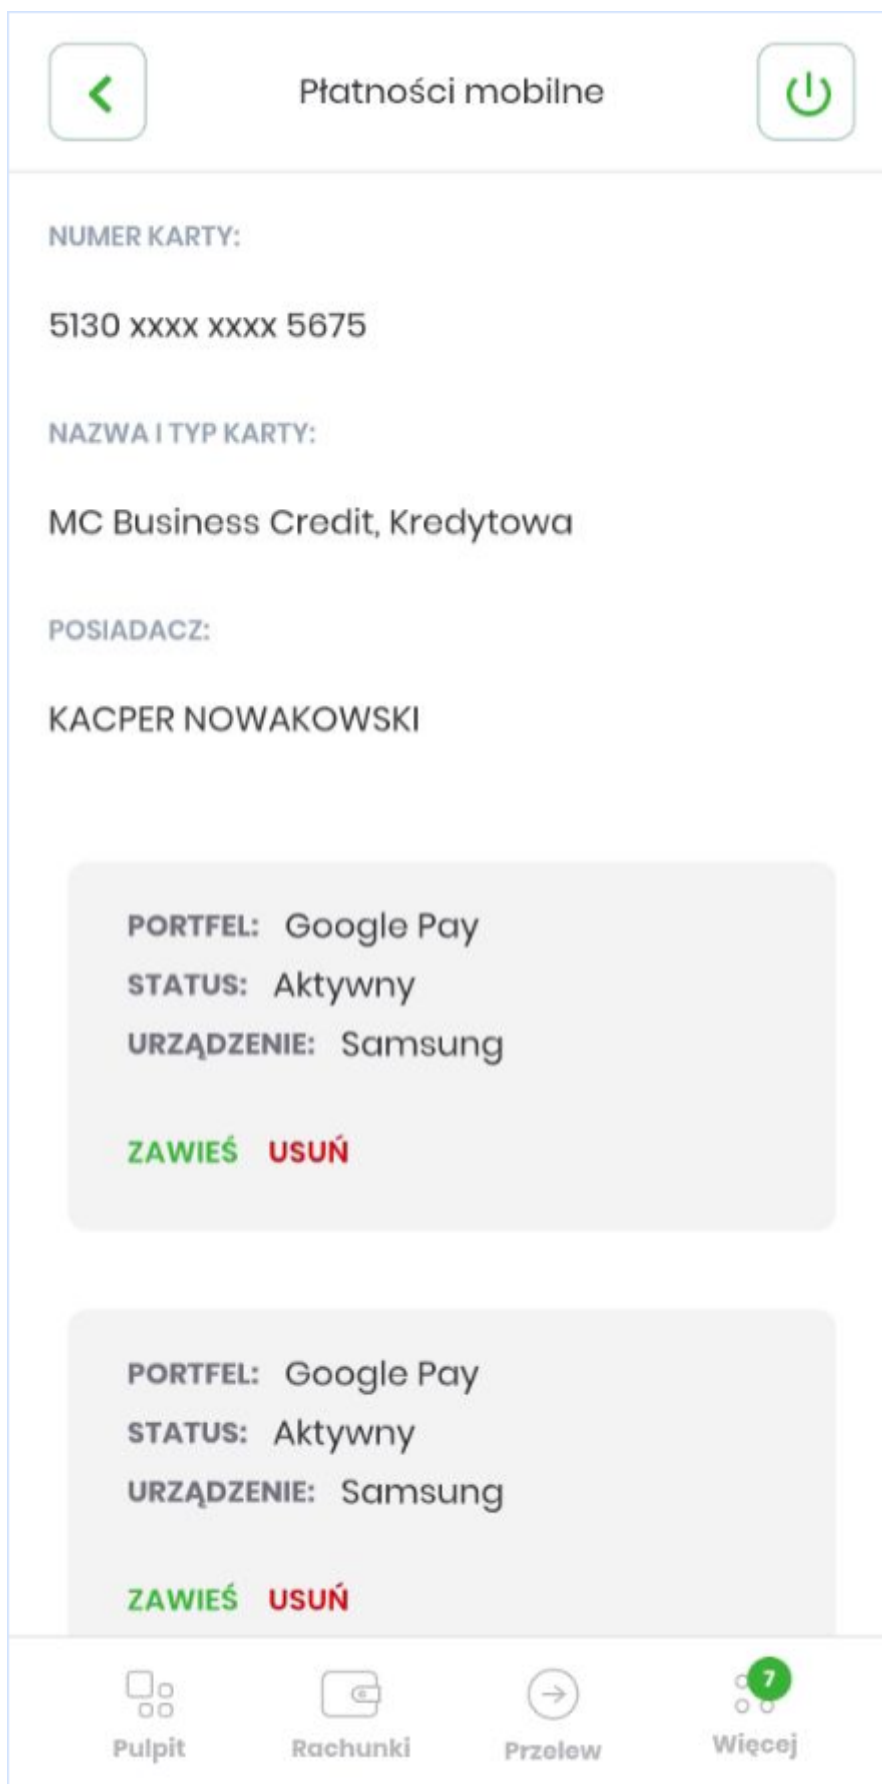 Płatności mobilne
NUMER KARTY:
5130 xxxx xxxx 5675
NAZWA I TYP KARTY:
MC Business Credit, Kredytowa
POSIADACZ:
KACPER NOWAKOWSKI
PORTFEL: Google Pay
STATUS: Aktywny
URZĄDZENIE: Samsung
ZAWIEŚ USUŃ
PORTFEL: Google Pay
STATUS: Aktywny
URZĄDZENIE: Samsung
ZAWIEŚ USUŃ
7
Pulpit Rachunki Przelew Więcej